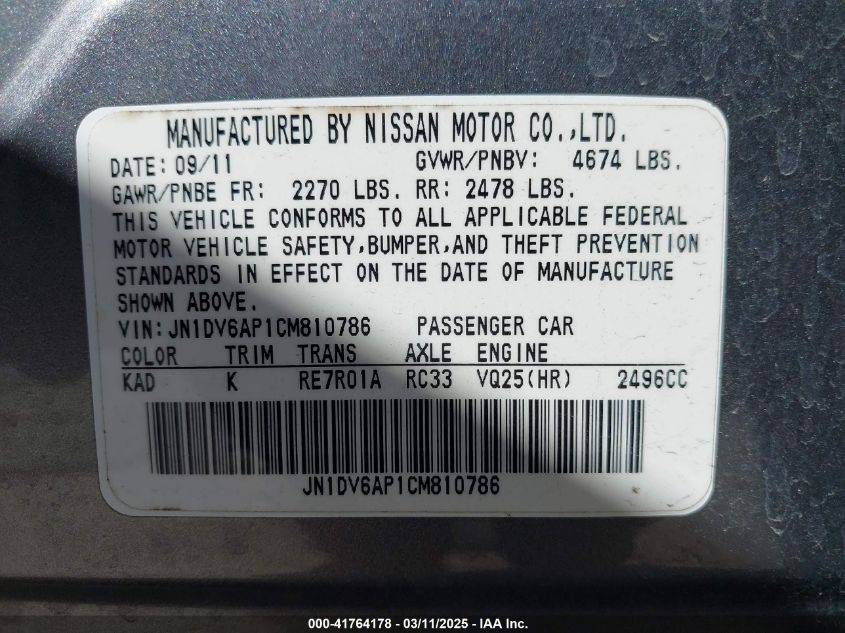 MANUFACTURED BY NISSAN MOTOR CO.,LTD.
DATE:09/11 GVWR/PNBV: 4674 LBS.
GAWR/PNBE FR: 2270 LBS. RR: 2478 LBS.
THIS VEHICLE CONFORMS TO ALL APPLICABLE FEDERAL
MOTOR VEHICLE SAFETY,BUMPER,AND THEFT PREVENTION
STANDARDS IN EFFECT ON THE DATE OF MANUFACTURE
SHOWN ABOVE.
VIN:JN1DV6AP1CM810786 PASSENGER CAR
COLOR TRIM TRANS AXLE ENGINE
KAD K RE7R01A RC33 VQ25(HR) 2496CC
JN1DV6AP1CM810786
000-41764178 - 03/11/2025 - IAA Inc.